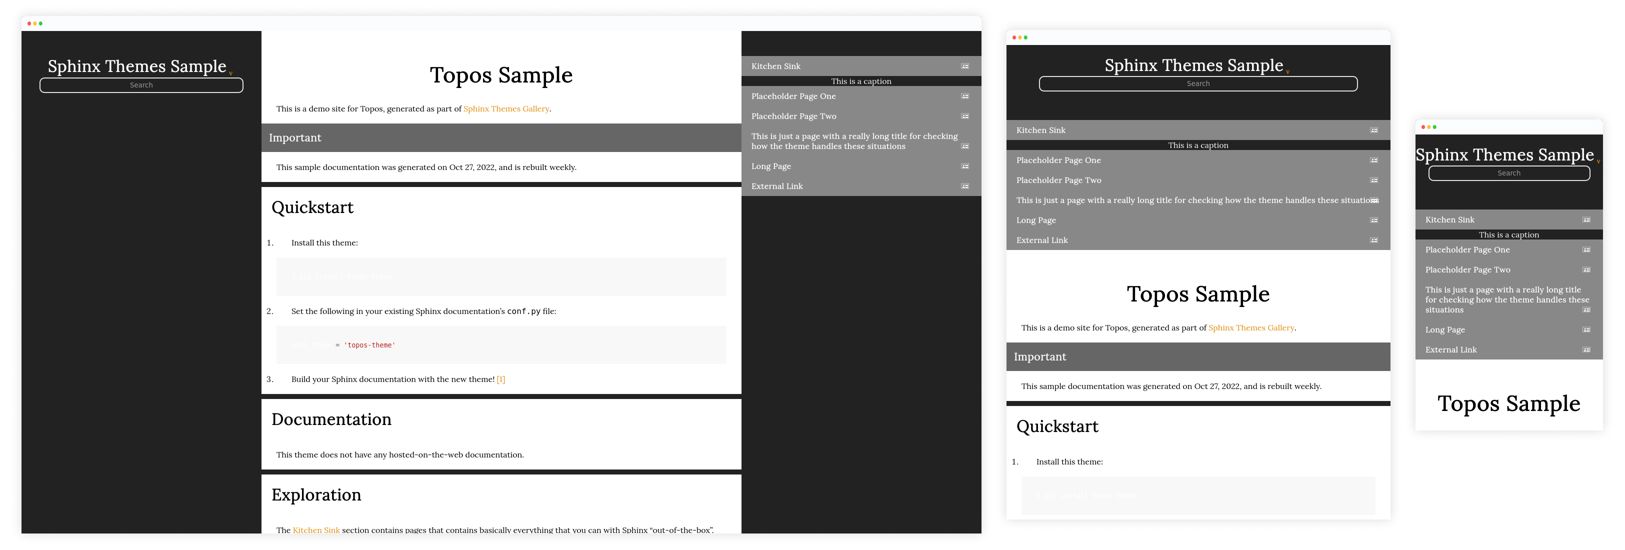 Sphinx Themes Sample
v
Search
Topos Sample
This is a demo site for Topos, generated as part of Sphinx Themes Gallery.
Important
This sample documentation was generated on Oct 27, 2022, and is rebuilt weekly.
Quickstart
1. Install this theme:
2. Set the following in your existing Sphinx documentation’s conf.py file:
= 'topos-theme'
3. Build your Sphinx documentation with the new theme! [1]
Documentation
This theme does not have any hosted-on-the-web documentation.
Exploration
The Kitchen Sink section contains pages that contains basically everything that you can with Sphinx “out-of-the-box”.
Kitchen Sink
This is a caption
Placeholder Page One
Placeholder Page Two
This is just a page with a really long title for checking
how the theme handles these situations
Long Page
External Link
Sphinx Themes Sample
v
Search
Kitchen Sink
This is a caption
Placeholder Page One
Placeholder Page Two
This is just a page with a really long title for checking how the theme handles these situations
Long Page
External Link
Topos Sample
This is a demo site for Topos, generated as part of Sphinx Themes Gallery.
Important
This sample documentation was generated on Oct 27, 2022, and is rebuilt weekly.
Quickstart
1. Install this theme:
Sphinx Themes Sample
v
Search
Kitchen Sink
This is a caption
Placeholder Page One
Placeholder Page Two
This is just a page with a really long title
for checking how the theme handles these
situations
Long Page
External Link
Topos Sample